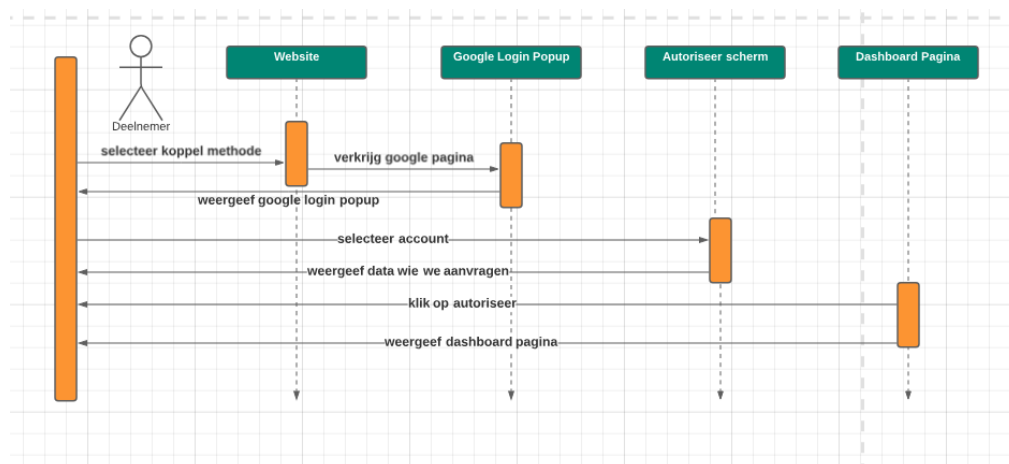 Website
Google Login Popup
Autoriseer scherm
Dashboard Pagina
Deelnemer
selecteer koppel methode
verkrijg google pagina
weergeef google login popup
selecteer account
weergeef data wie we aanvragen
klik op autoriseer
weergeef dashboard pagina